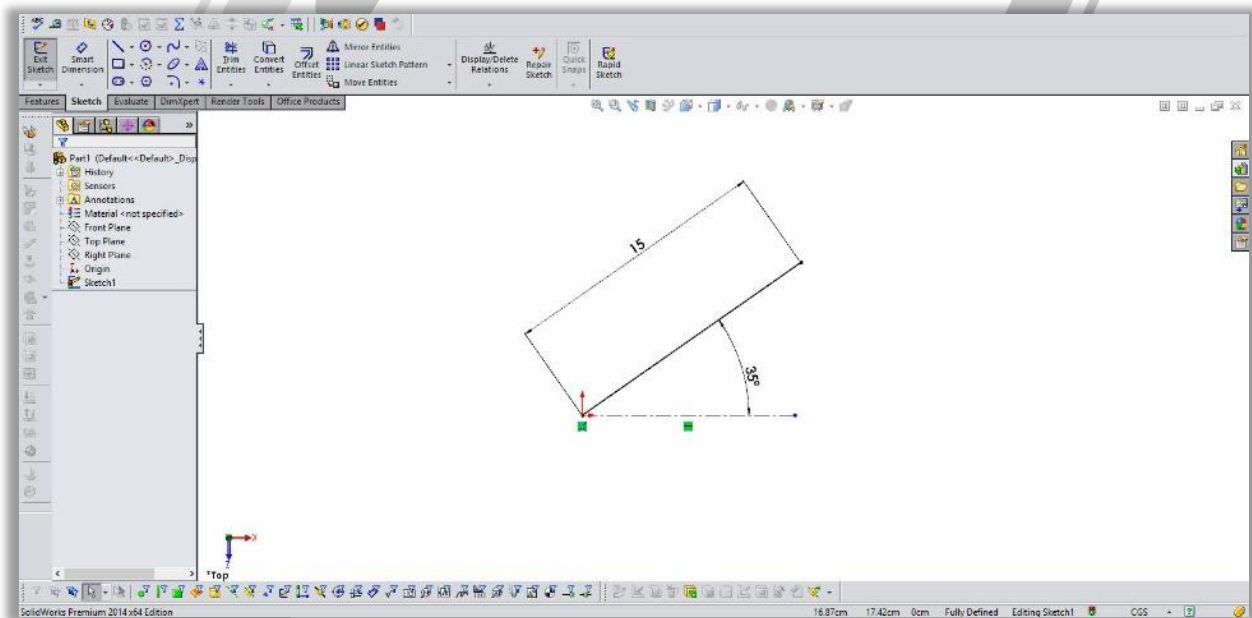 Exit Sketch
Smart Dimension
Trim Entities
Convert Entities
Offset Entities
Mirror Entities
Linear Sketch Pattern
Move Entities
Display/Delete Relations
Repair Sketch
Quick Snaps
Rapid Sketch
Features Sketch Evaluate DimXpert Render Tools Office Products
Part1 (Default<<Default>_Disp
History
Sensors
Annotations
Material <not specified>
Front Plane
Top Plane
Right Plane
Origin
Sketch1
15
35°
X
Z
*Top
SolidWorks Premium 2014 x64 Edition 16.87cm 17.42cm 0cm Fully Defined Editing Sketch1 CGS